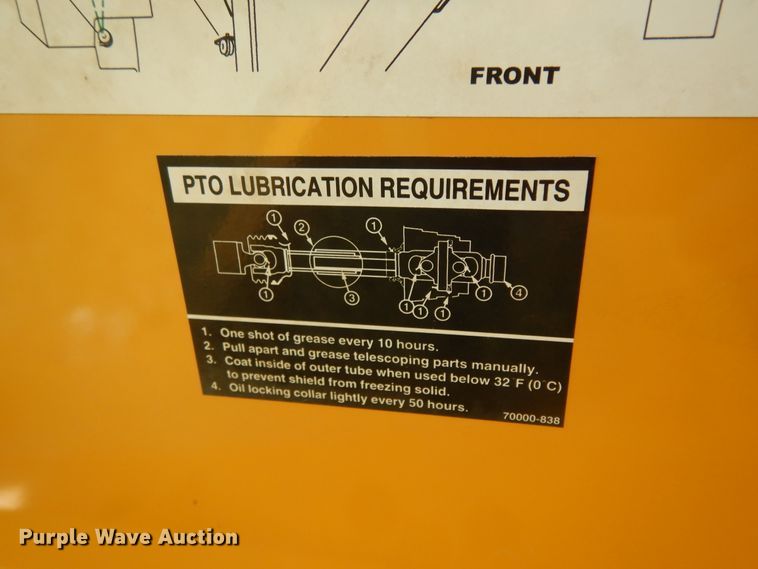 FRONT
PTO LUBRICATION REQUIREMENTS
1 2 1
1 3 1 1 1 1 4
1. One shot of grease every 10 hours.
2. Pull apart and grease telescoping parts manually.
3. Coat inside of outer tube when used below 32°F (0°C)
to prevent shield from freezing solid.
4. Oil locking collar lightly every 50 hours.
70000-838
Purple Wave Auction